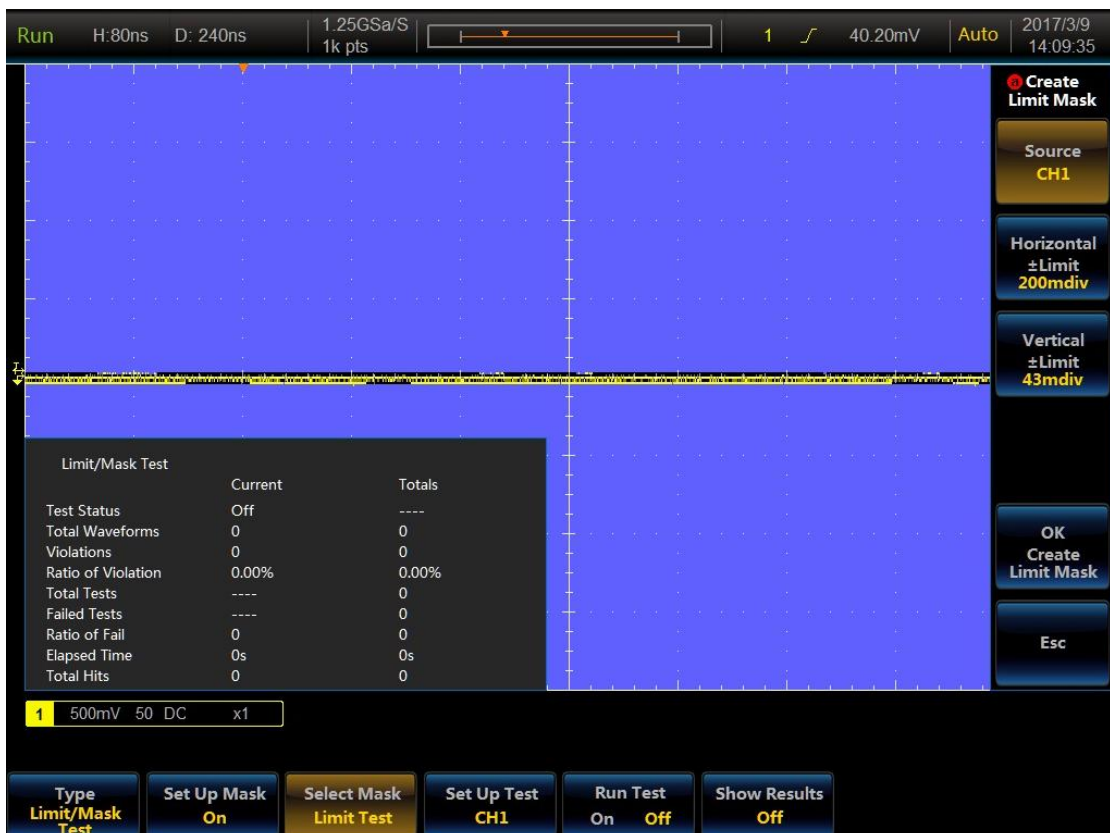 Run H:80ns D: 240ns 1.25GSa/S 1k pts 1 40.20mV Auto 2017/3/9 14:09:35
a Create
Limit Mask
Source
CH1
Horizontal
±Limit
200mdiv
Vertical
±Limit
43mdiv
OK
Create
Limit Mask
Esc
Limit/Mask Test
Current Totals
Test Status Off ----
Total Waveforms 0 0
Violations 0 0
Ratio of Violation 0.00% 0.00%
Total Tests ---- 0
Failed Tests ---- 0
Ratio of Fail 0 0
Elapsed Time 0s 0s
Total Hits 0 0
1 500mV 50 DC x1
Type
Limit/Mask
Test
Set Up Mask
On
Select Mask
Limit Test
Set Up Test
CH1
Run Test
On Off
Show Results
Off